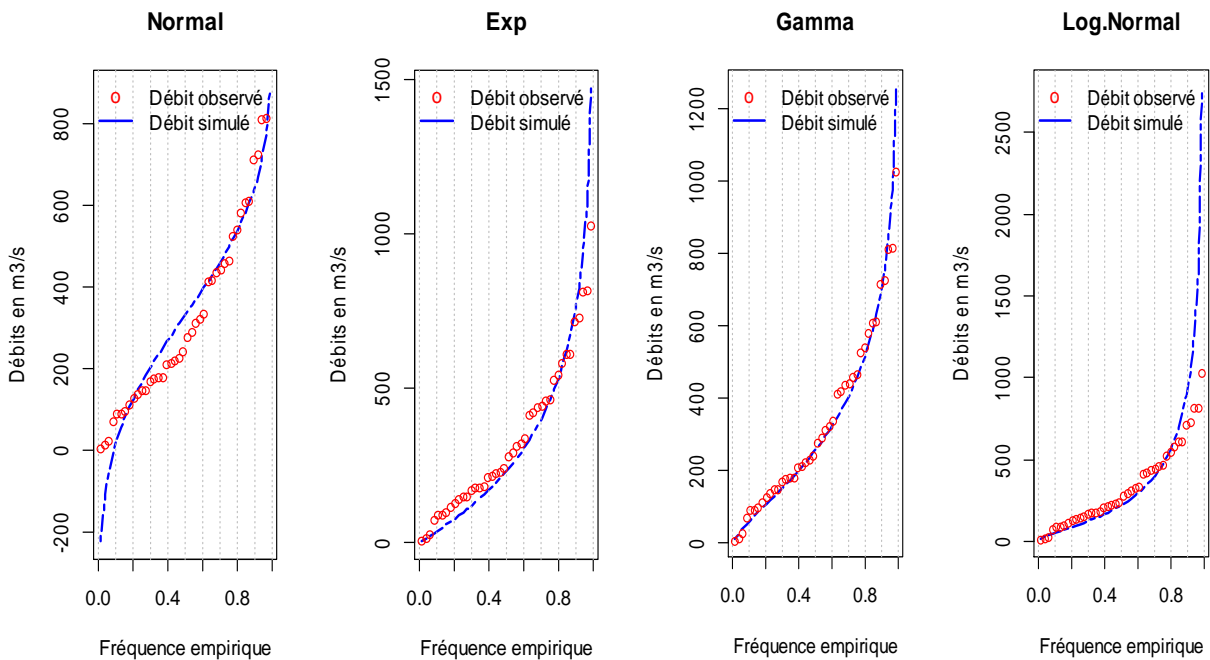 Normal
Débit observé
Débit simulé
Débits en m3/s
-200
0
200
400
600
800
0.0
0.4
0.8
Fréquence empirique
Exp
Débit observé
Débit simulé
Débits en m3/s
0
500
1000
1500
0.0
0.4
0.8
Fréquence empirique
Gamma
Débit observé
Débit simulé
Débits en m3/s
0
200
400
600
800
1000
1200
0.0
0.4
0.8
Fréquence empirique
Log.Normal
Débit observé
Débit simulé
Débits en m3/s
0
500
1000
1500
2000
2500
0.0
0.4
0.8
Fréquence empirique